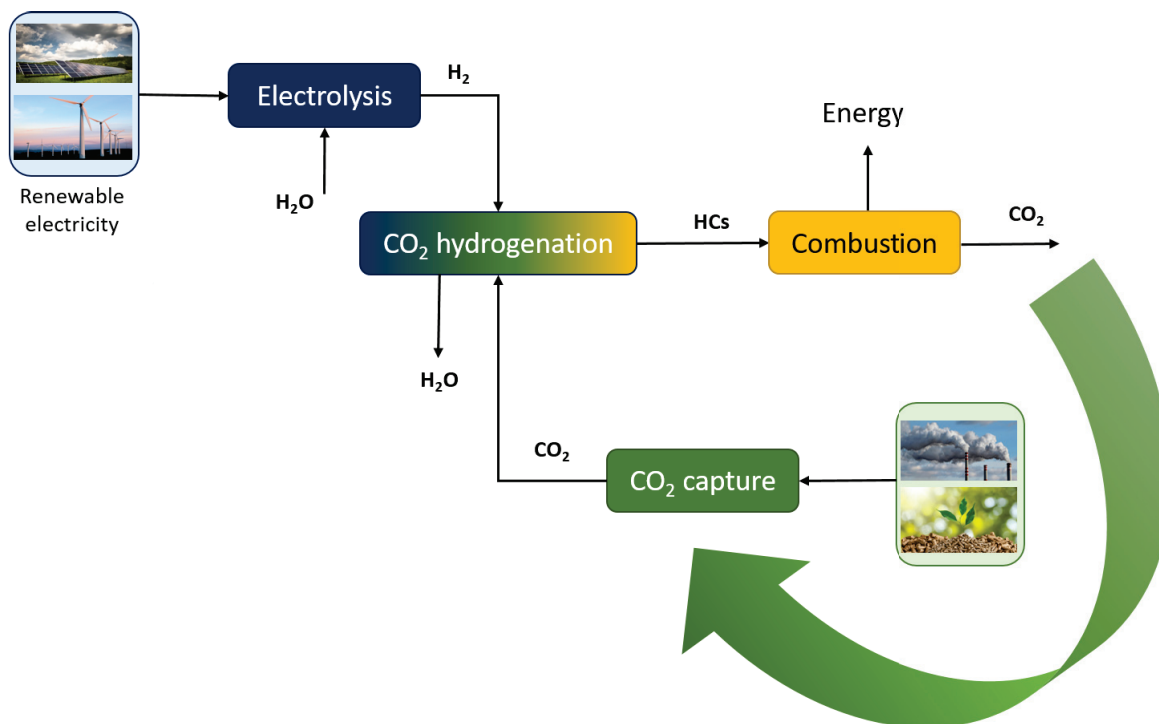 Renewable
electricity
Electrolysis
H₂
H₂O
CO₂ hydrogenation
H₂O
HCs
Combustion
Energy
CO₂
CO₂
CO₂ capture